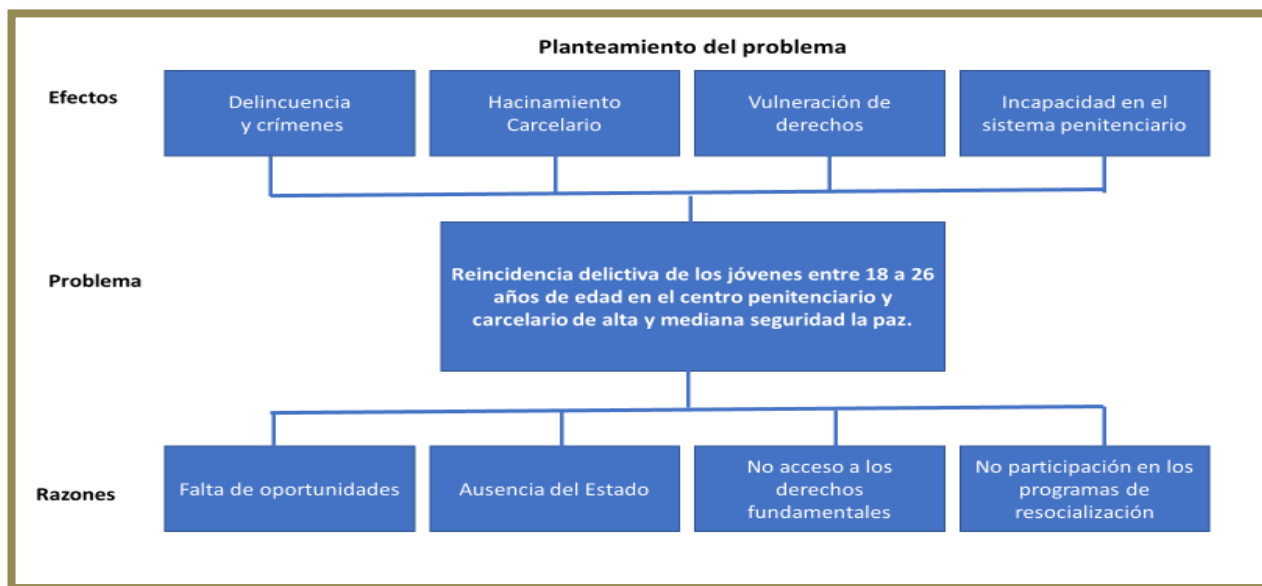 Planteamiento del problema
Efectos
Delincuencia
y crímenes
Hacinamiento
Carcelario
Vulneración de
derechos
Incapacidad en el
sistema penitenciario
Problema
Reincidencia delictiva de los jóvenes entre 18 a 26
años de edad en el centro penitenciario y
carcelario de alta y mediana seguridad la paz.
Razones
Falta de oportunidades
Ausencia del Estado
No acceso a los
derechos
fundamentales
No participación en los
programas de
resocialización